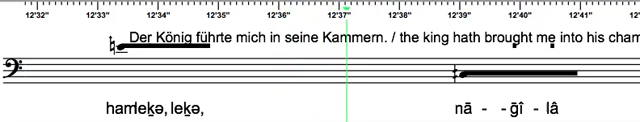 12'32" 12'33" 12'34" 12'35" 12'36" 12'37" 12'38" 12'39" 12'40" 12'41"
Der König führte mich in seine Kammern. / the king hath brought me into his cham
hamleḵə, leḵə, nā - - ḡî - lâ